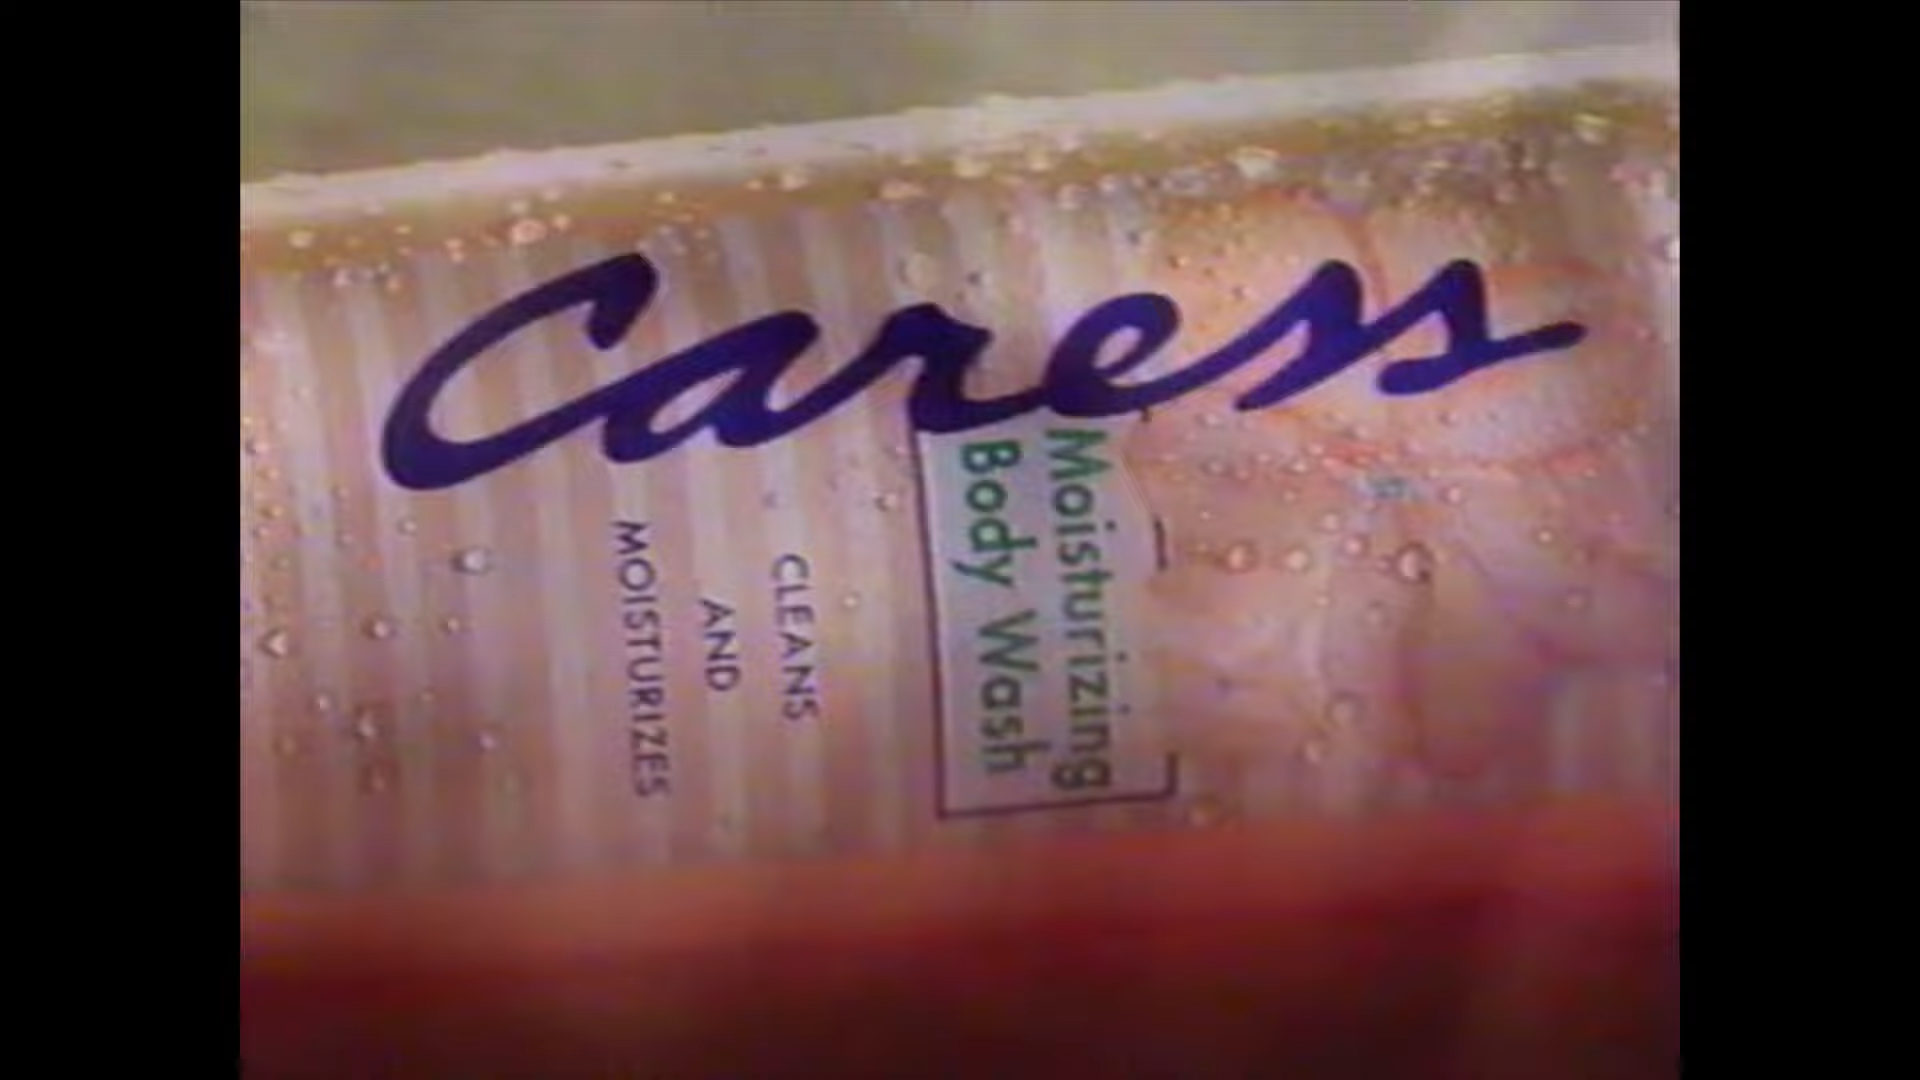 Caress
Moisturizing
Body Wash
CLEANS
AND
MOISTURIZES